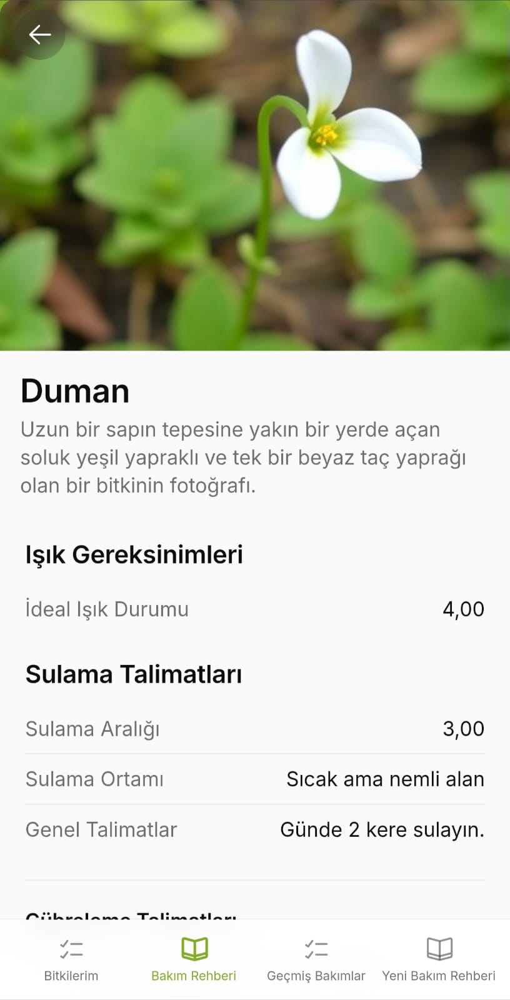 Duman
Uzun bir sapın tepesine yakın bir yerde açan
soluk yeşil yapraklı ve tek bir beyaz taç yaprağı
olan bir bitkinin fotoğrafı.
Işık Gereksinimleri
İdeal Işık Durumu 4,00
Sulama Talimatları
Sulama Aralığı 3,00
Sulama Ortamı Sıcak ama nemli alan
Genel Talimatlar Günde 2 kere sulayın.
Gübreleme Talimatları
Bitkilerim Bakım Rehberi Geçmiş Bakımlar Yeni Bakım Rehberi